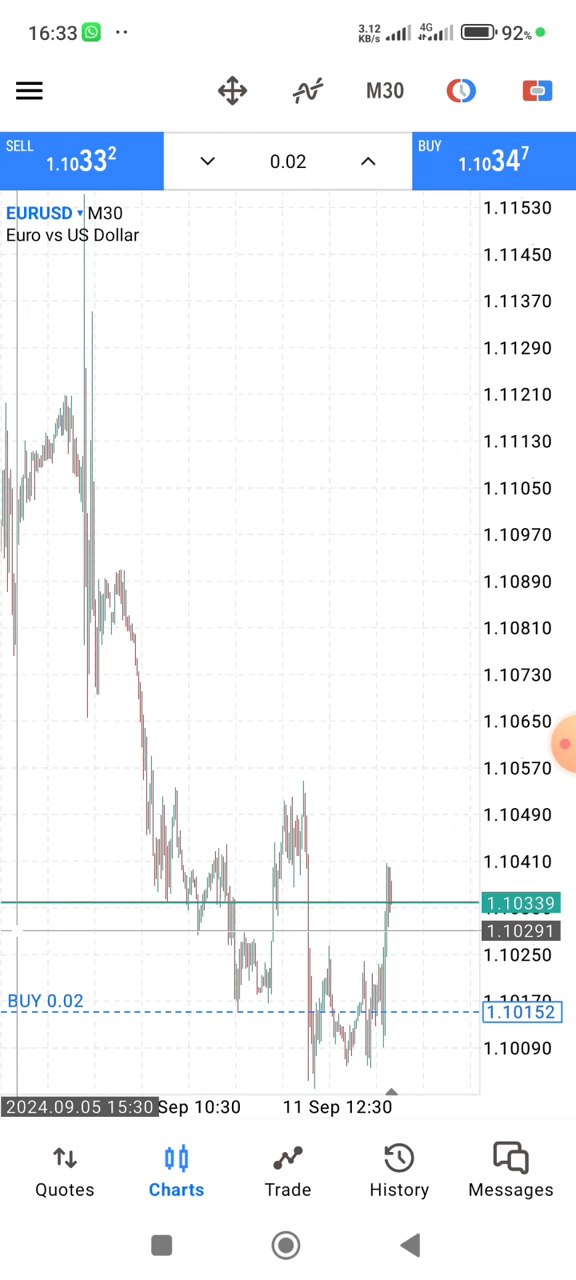 16:33
3.12
KB/s
4G
92%
M30
SELL
1.10332
0.02
BUY
1.10347
EURUSD M30
Euro vs US Dollar
1.11530
1.11450
1.11370
1.11290
1.11210
1.11130
1.11050
1.10970
1.10890
1.10810
1.10730
1.10650
1.10570
1.10490
1.10410
1.10339
1.10291
1.10250
BUY 0.02
1.10170
1.10152
1.10090
2024.09.05 15:30 Sep 10:30 11 Sep 12:30
Quotes Charts Trade History Messages